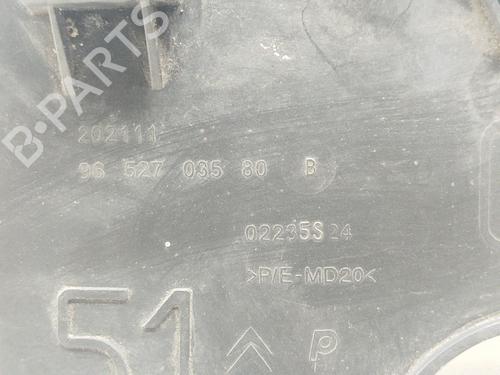 B-PARTS
202111
96 527 035 80 B
02235S24
>P/E-MD20<
51 P